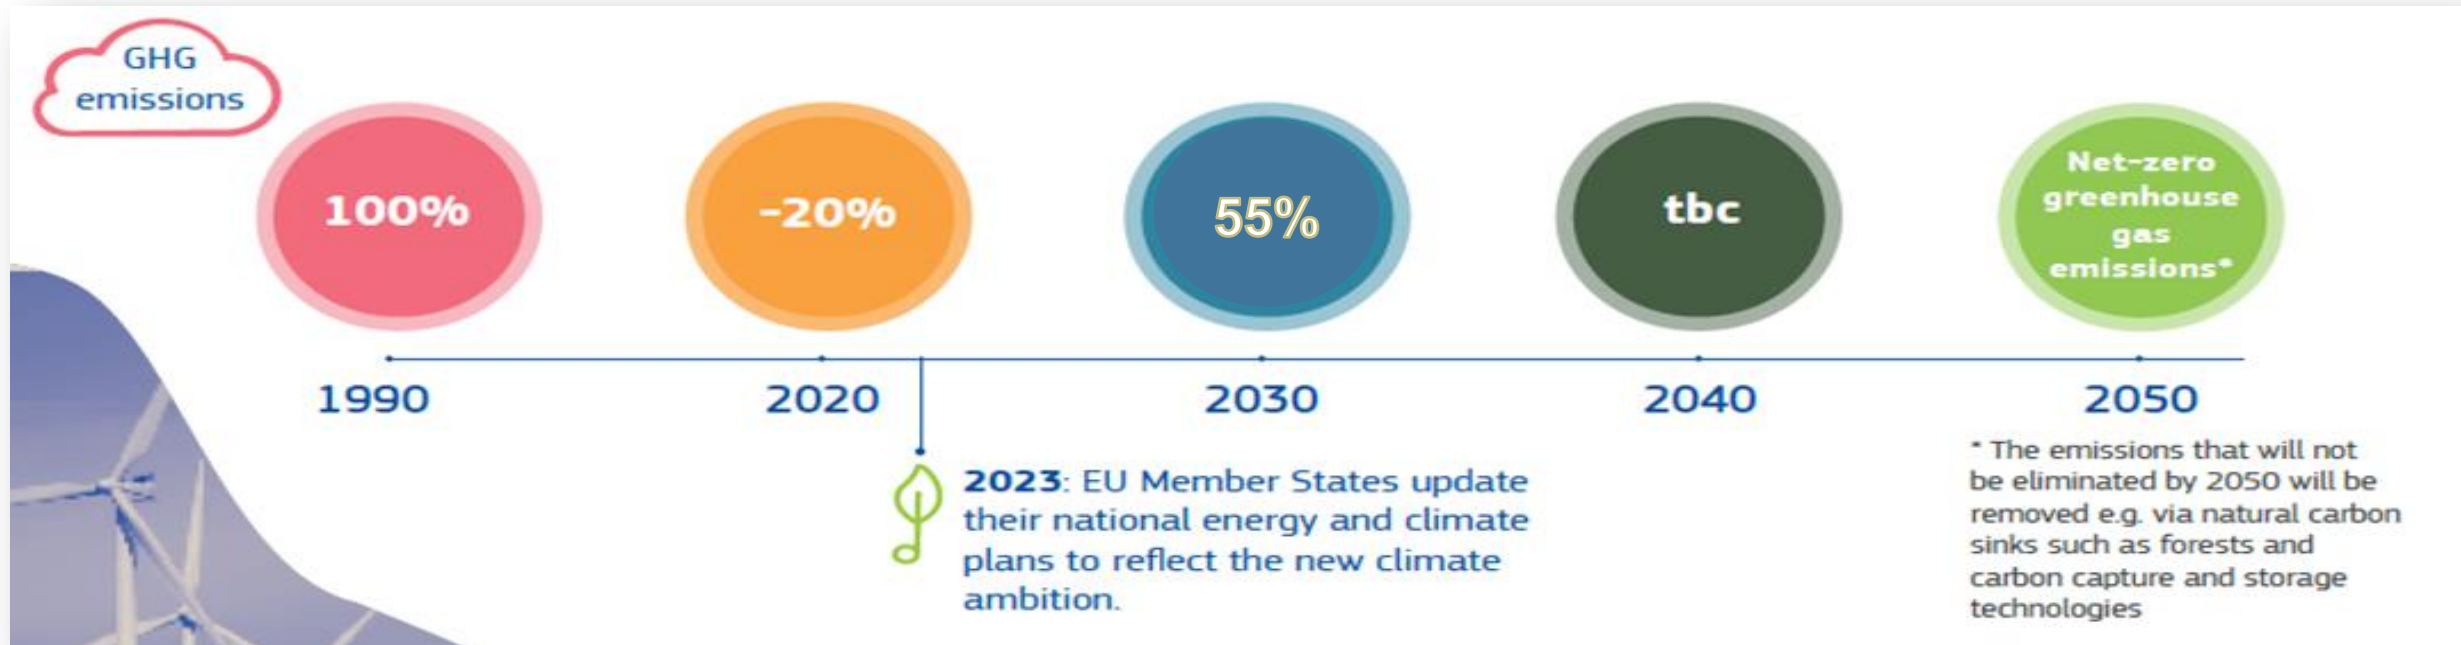 GHG
emissions
100%
-20%
55%
tbc
Net-zero
greenhouse
gas
emissions*
1990
2020
2030
2040
2050
2023: EU Member States update
their national energy and climate
plans to reflect the new climate
ambition.
* The emissions that will not
be eliminated by 2050 will be
removed e.g. via natural carbon
sinks such as forests and
carbon capture and storage
technologies